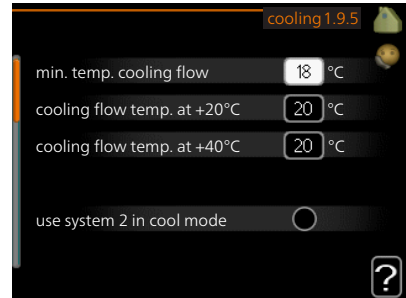 cooling 1.9.5
min. temp. cooling flow 18 °C
cooling flow temp. at +20°C 20 °C
cooling flow temp. at +40°C 20 °C
use system 2 in cool mode
?